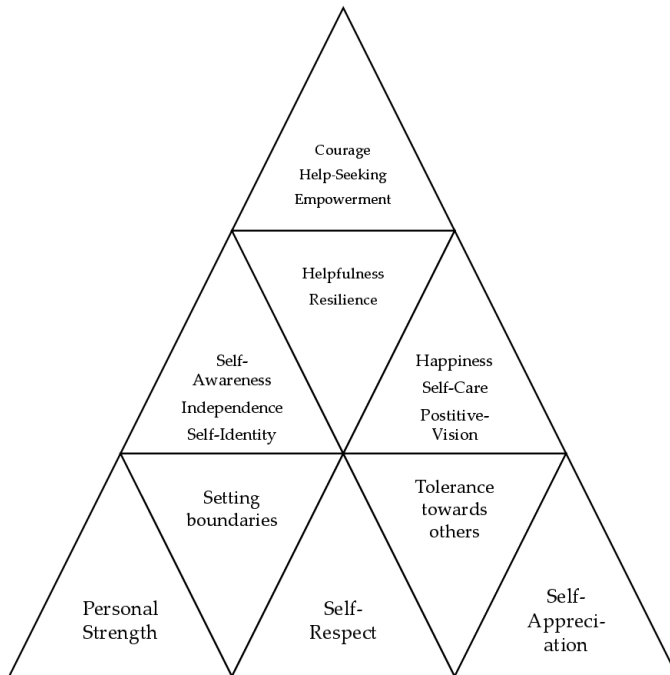 Courage
Help-Seeking
Empowerment
Helpfulness
Resilience
Self-
Awareness
Independence
Self-Identity
Happiness
Self-Care
Postitive-
Vision
Setting
boundaries
Tolerance
towards
others
Personal
Strength
Self-
Respect
Self-
Appreci-
ation